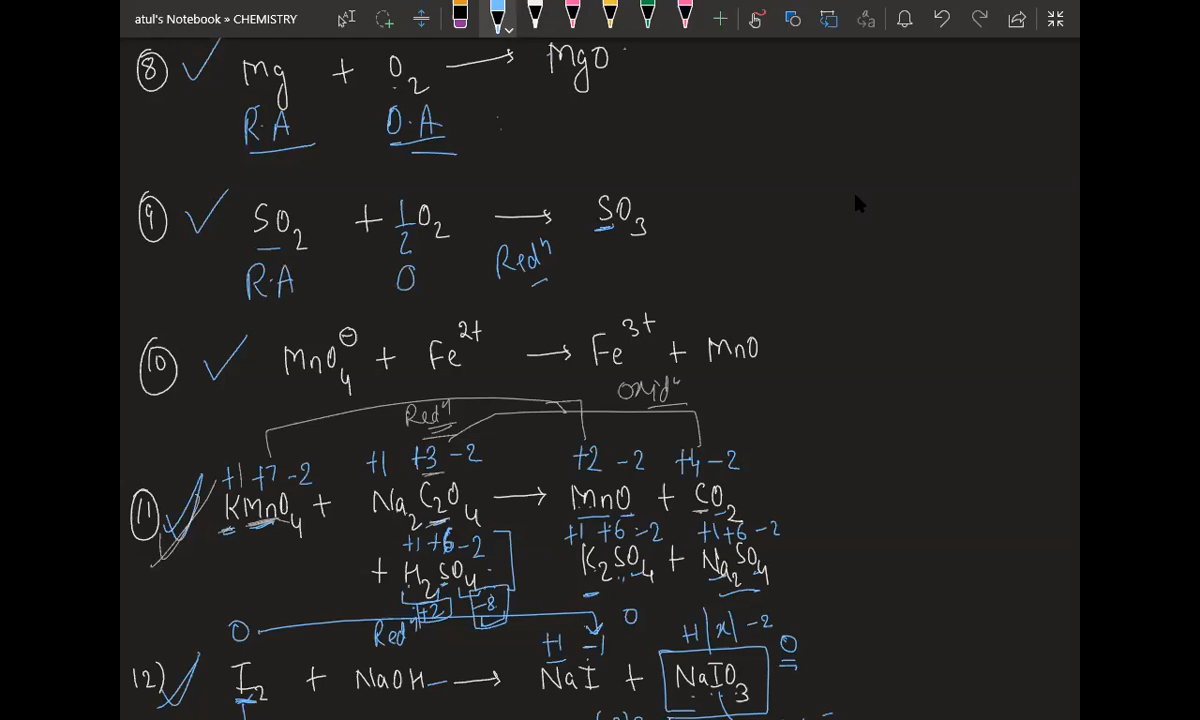 atul's Notebook » CHEMISTRY
⑧ ✓ Mg + O₂ ⟶ MgO
R.A O.A
⑨ ✓ SO₂ + 1/2 O₂ ⟶ SO₃
R.A O Redⁿ
⑩ ✓ MnO₄⊖ + Fe²⁺ ⟶ Fe³⁺ + MnO
Redⁿ Oxidⁿ
+1 +7 -2 +1 +3 -2 +2 -2 +4 -2
⑪ ✓ KMnO₄ + Na₂C₂O₄ ⟶ MnO + CO₂
+1 +6 -2 +1 +6 -2 +1 +6 -2
+ H₂SO₄ K₂SO₄ + Na₂SO₄
+2 -8
0 Redⁿ +1 -1 0 +1 x -2 0
12) ✓ I₂ + NaOH ⟶ NaI + NaIO₃